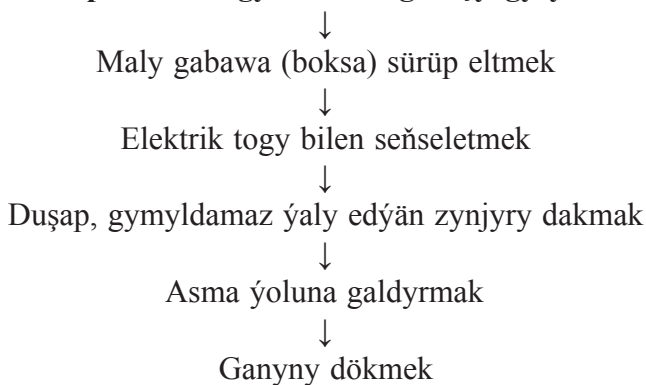 ↓
Maly gabawa (boksa) sürüp eltmek
↓
Elektrik togy bilen seňseletmek
↓
Duşap, gymyldamaz ýaly edýän zynjyry dakmak
↓
Asma ýoluna galdyrmak
↓
Ganyny dökmek